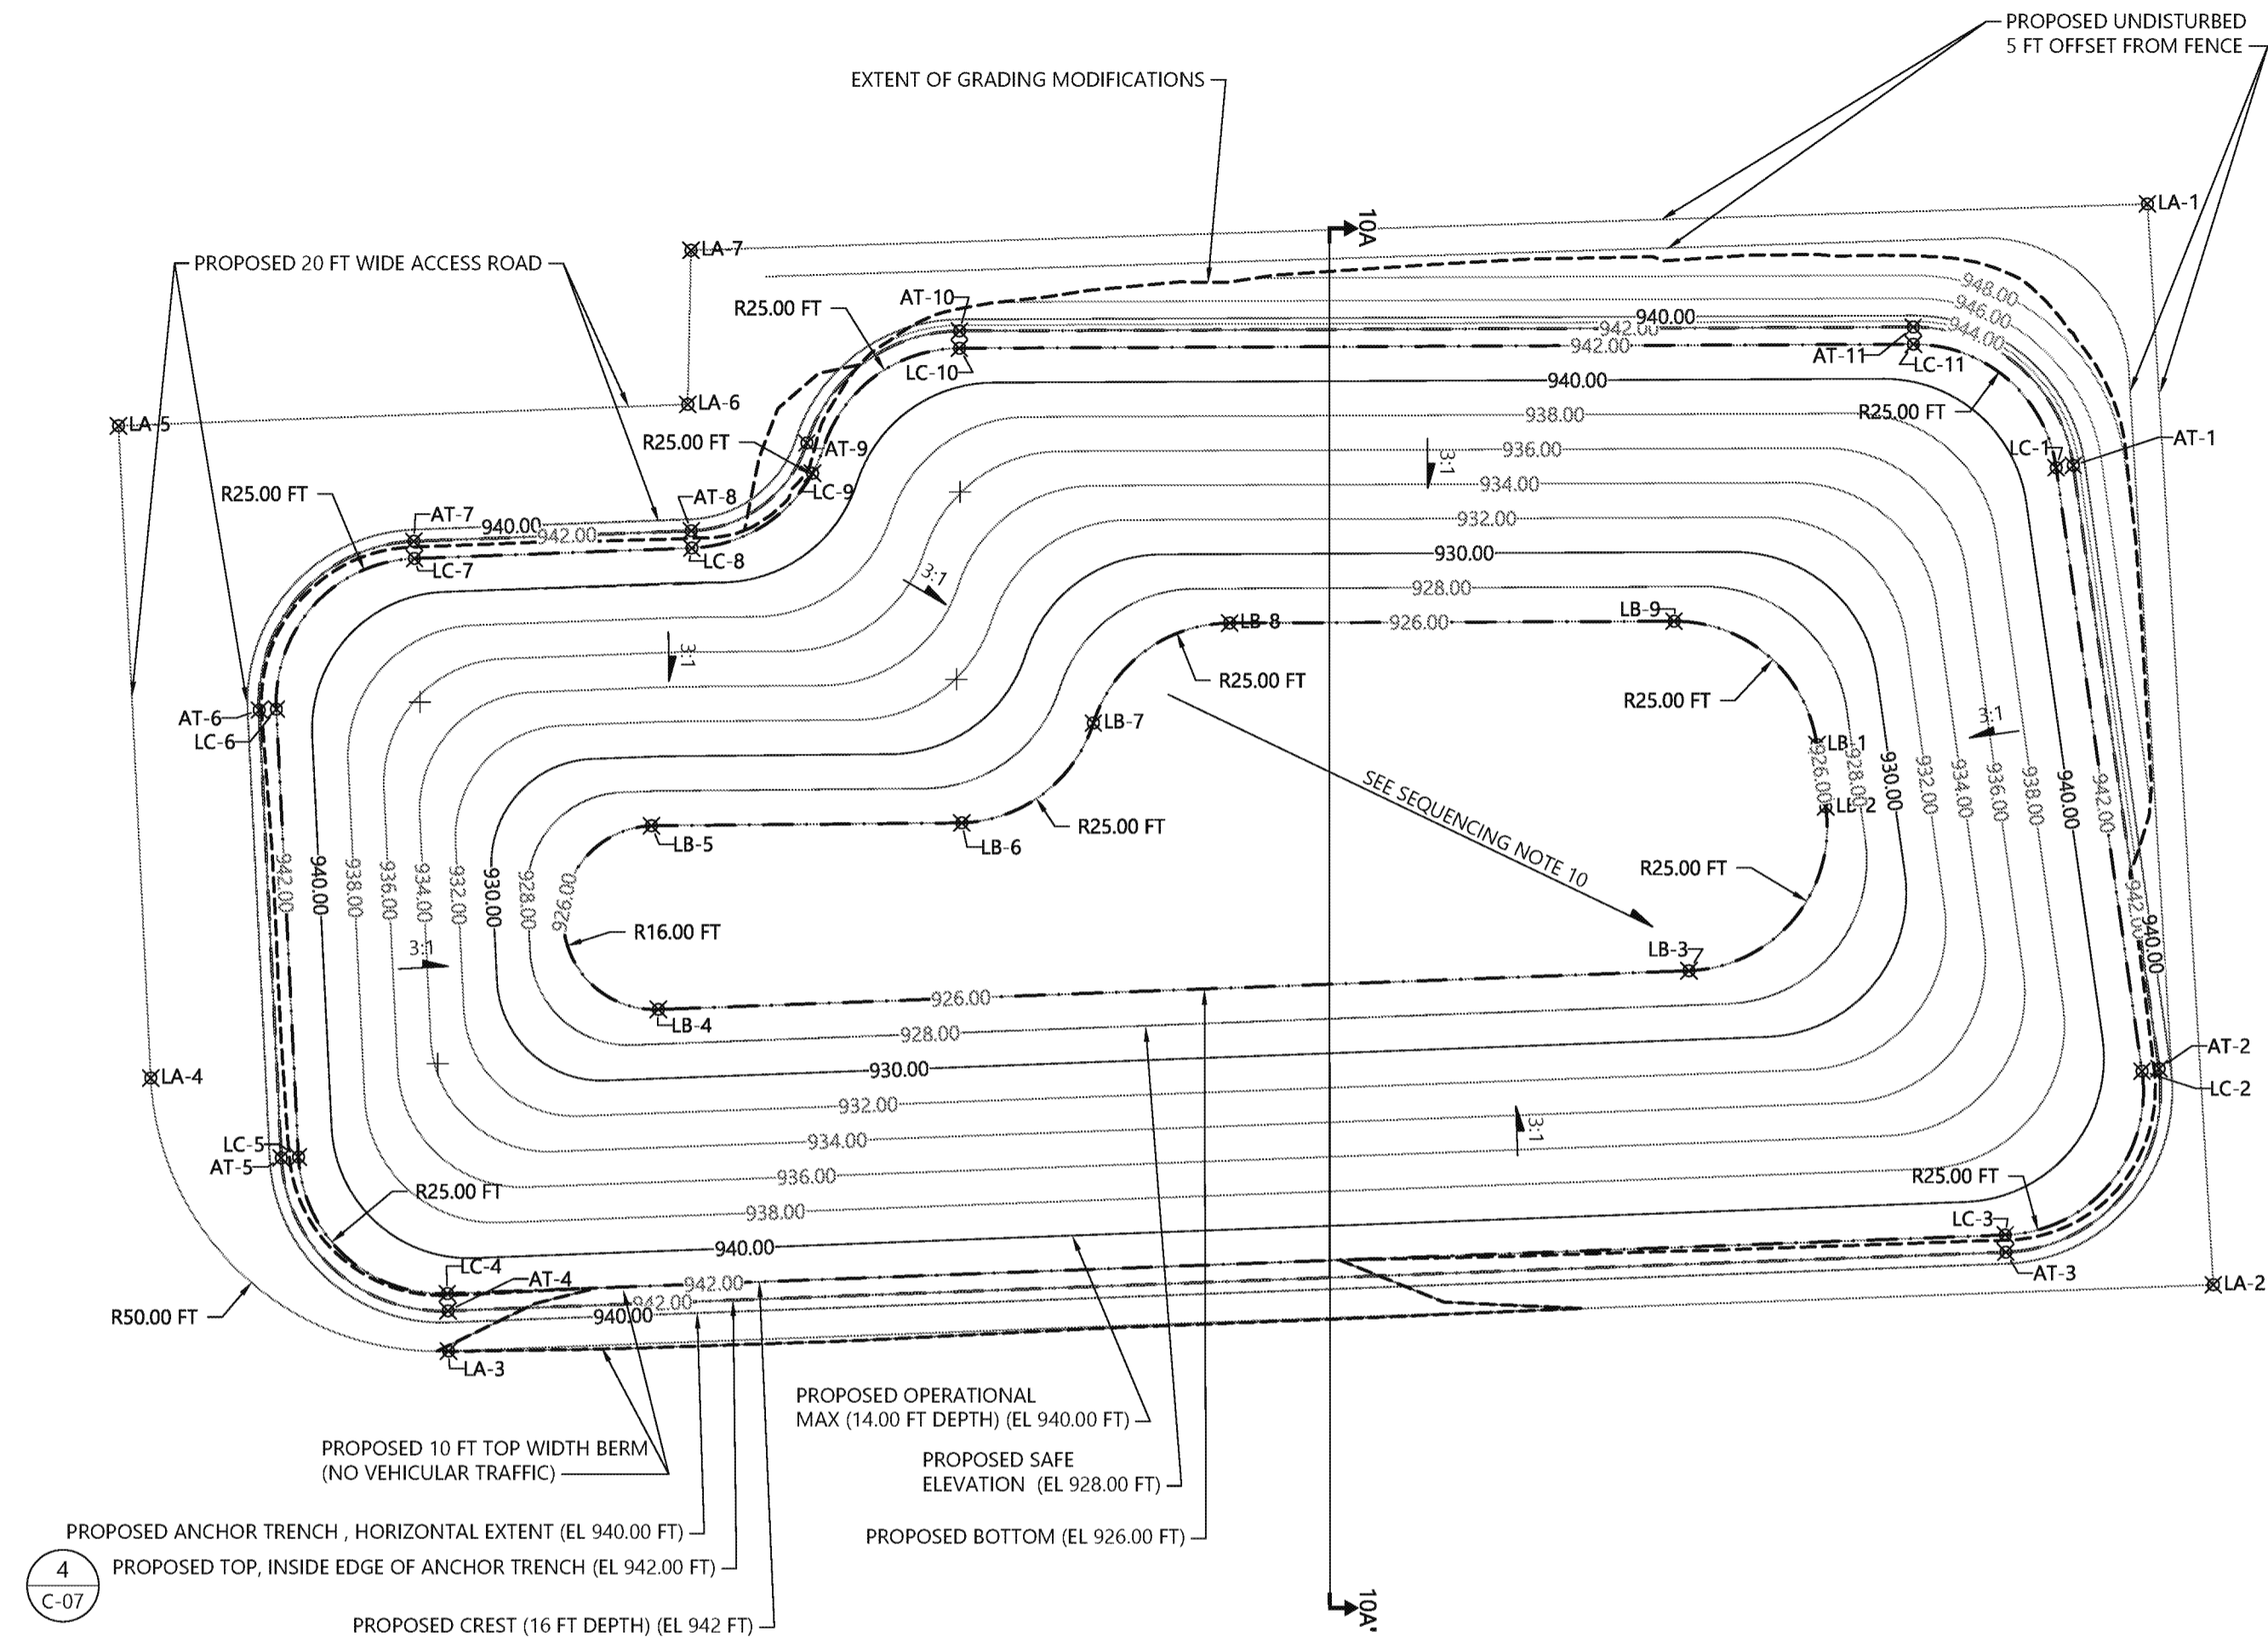 PROPOSED UNDISTURBED
5 FT OFFSET FROM FENCE
EXTENT OF GRADING MODIFICATIONS
LA-1
10A
LA-7
PROPOSED 20 FT WIDE ACCESS ROAD
948.00
AT-10
R25.00 FT
946.00
940.00
942.00
944.00
942.00
AT-11
LC-11
LC-10
940.00
LA-6
R25.00 FT
938.00
LA-5
R25.00 FT
AT-9
AT-1
LC-1
936.00
3:1
934.00
LC-9
R25.00 FT
AT-8
AT-7
940.00
942.00
932.00
930.00
LC-8
LC-7
3:1
928.00
LB-9
LB-8
926.00
3:1
R25.00 FT
R25.00 FT
AT-6
LC-6
LB-7
3:1
LB-1
926.00
928.00
930.00
932.00
934.00
936.00
938.00
940.00
942.00
LB-2
SEE SEQUENCING NOTE 10
R25.00 FT
LB-5
LB-6
R25.00 FT
942.00
940.00
938.00
936.00
934.00
932.00
930.00
928.00
926.00
942.00
940.00
R16.00 FT
3:1
LB-3
926.00
LB-4
928.00
AT-2
930.00
LA-4
LC-2
932.00
3:1
934.00
LC-5
AT-5
936.00
R25.00 FT
R25.00 FT
938.00
LC-3
940.00
LC-4
AT-4
942.00
AT-3
LA-2
942.00
940.00
R50.00 FT
LA-3
PROPOSED OPERATIONAL
MAX (14.00 FT DEPTH) (EL 940.00 FT)
PROPOSED 10 FT TOP WIDTH BERM
(NO VEHICULAR TRAFFIC)
PROPOSED SAFE
ELEVATION (EL 928.00 FT)
PROPOSED ANCHOR TRENCH , HORIZONTAL EXTENT (EL 940.00 FT)
PROPOSED BOTTOM (EL 926.00 FT)
4
C-07
PROPOSED TOP, INSIDE EDGE OF ANCHOR TRENCH (EL 942.00 FT)
10A'
PROPOSED CREST (16 FT DEPTH) (EL 942 FT)